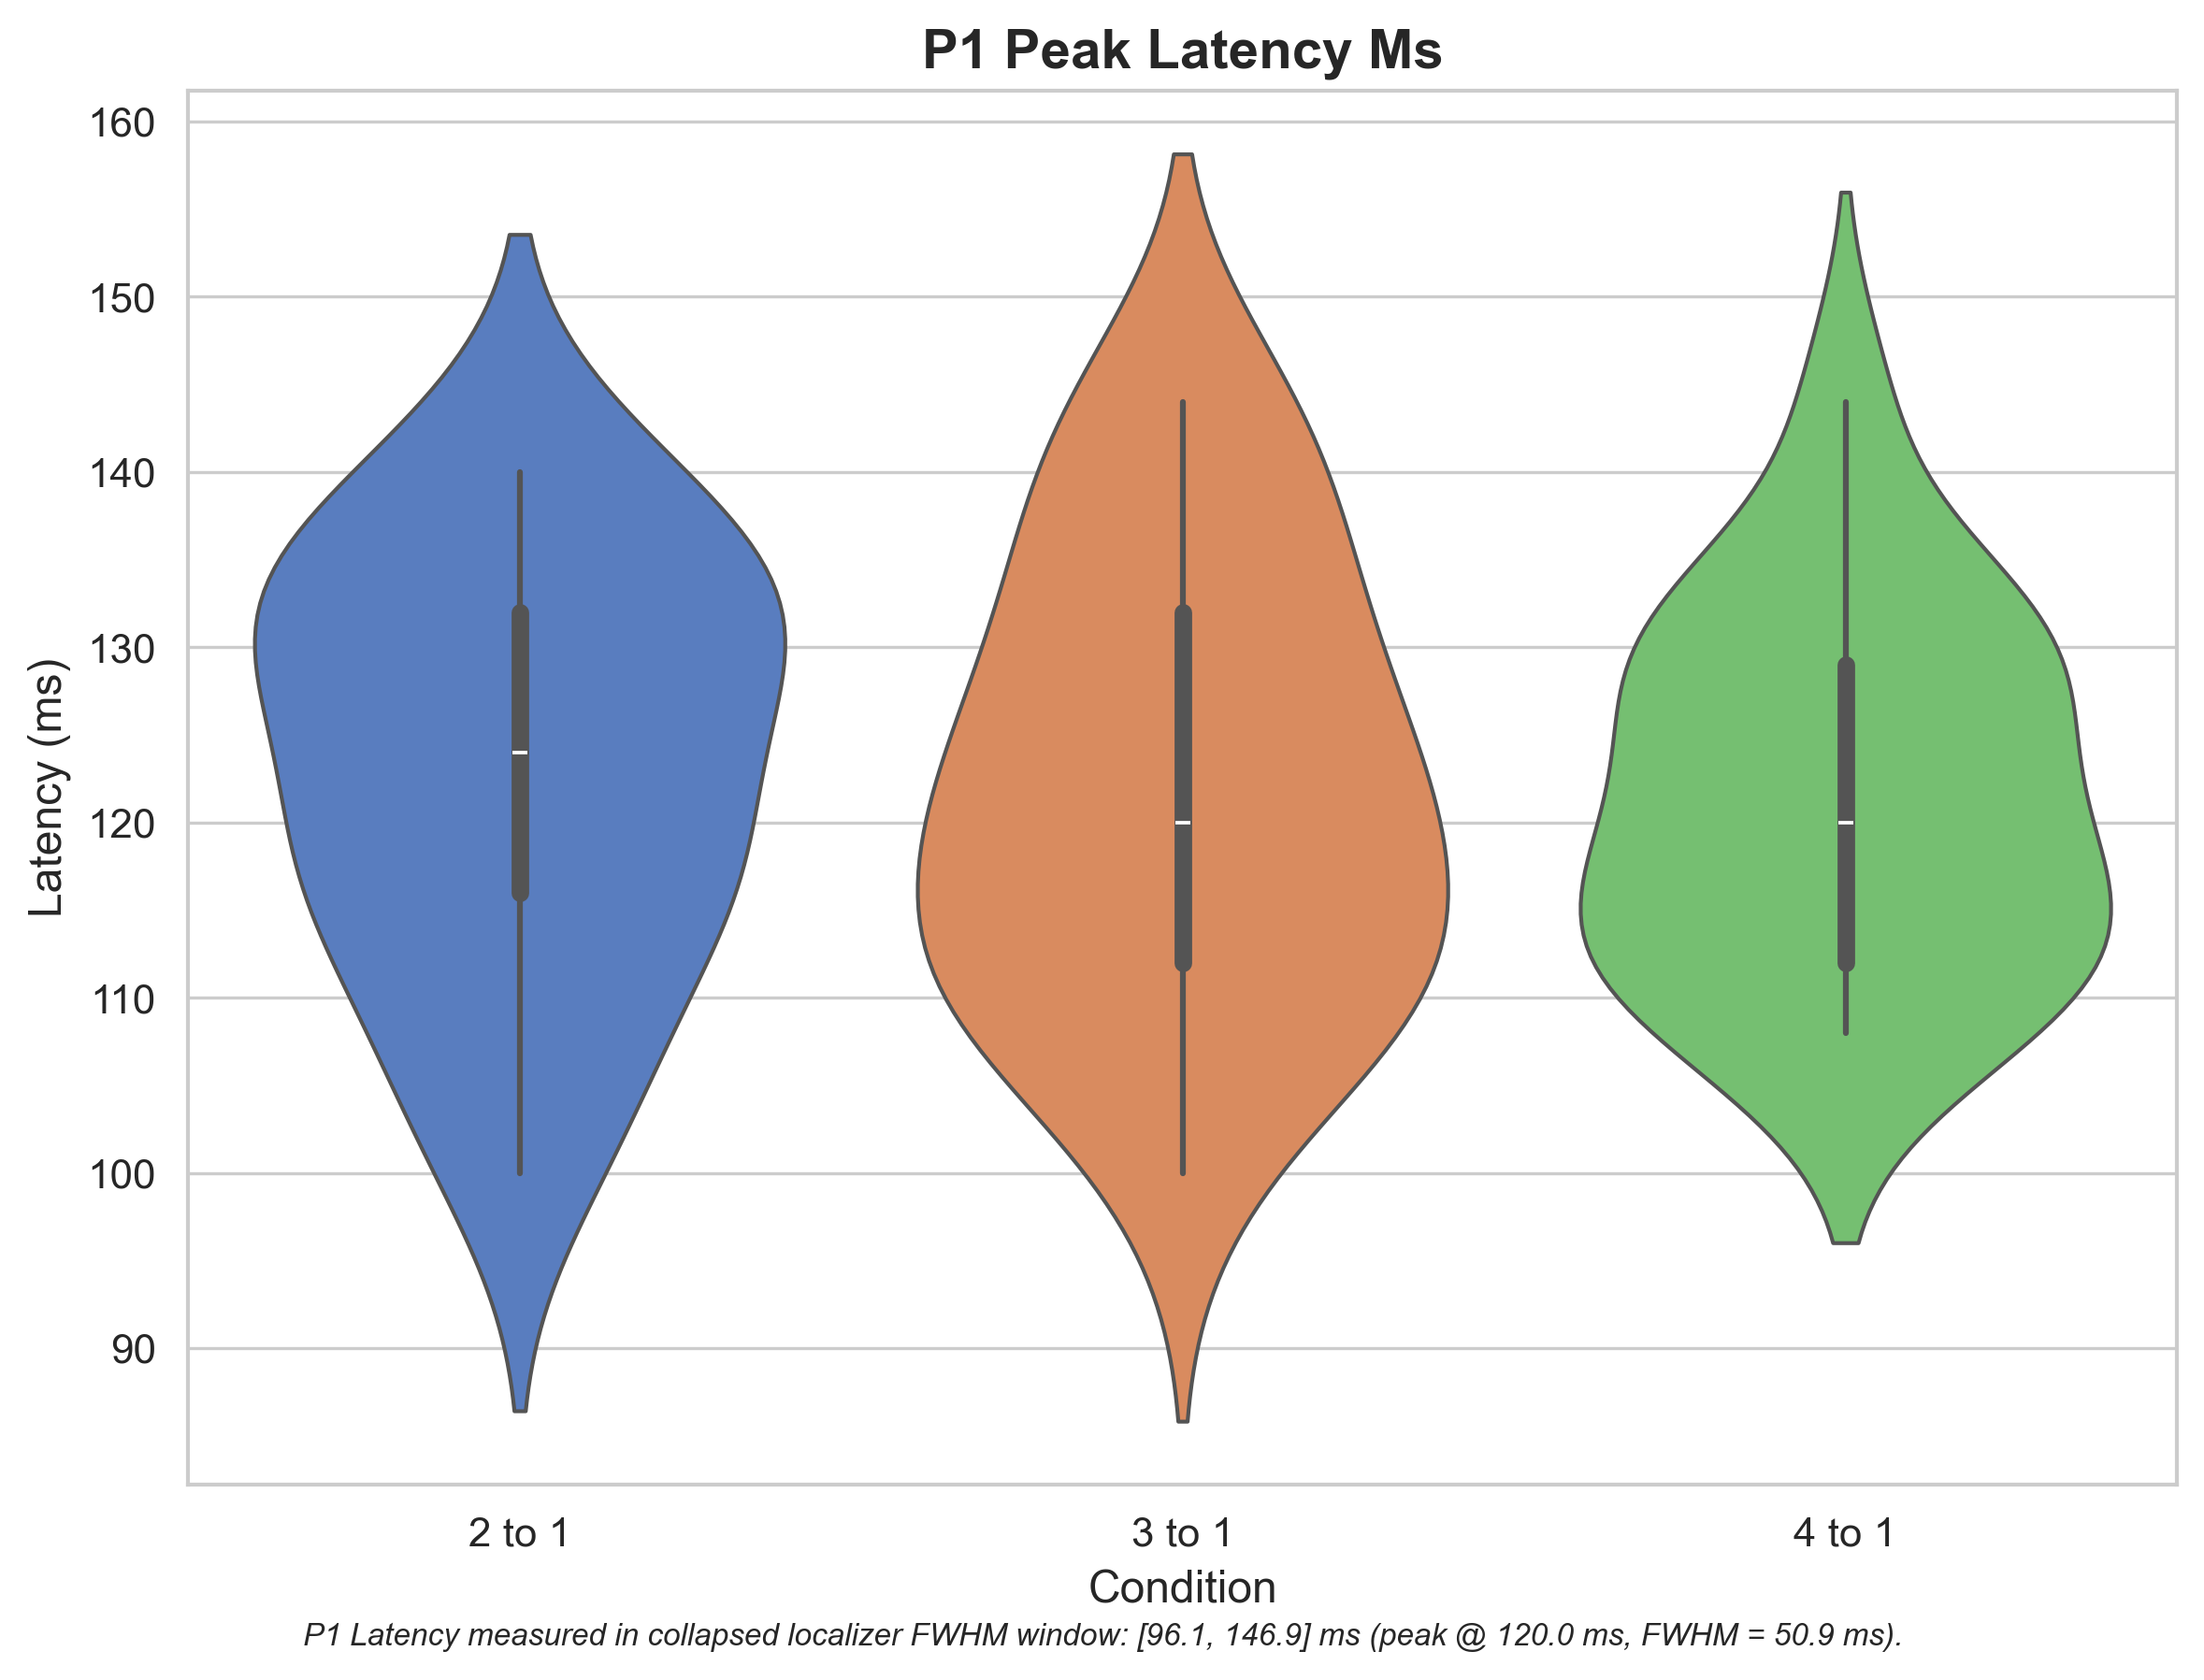 P1 Peak Latency Ms
160
150
140
130
120
110
100
90
Latency (ms)
2 to 1
3 to 1
4 to 1
Condition
P1 Latency measured in collapsed localizer FWHM window: [96.1, 146.9] ms (peak @ 120.0 ms, FWHM = 50.9 ms).